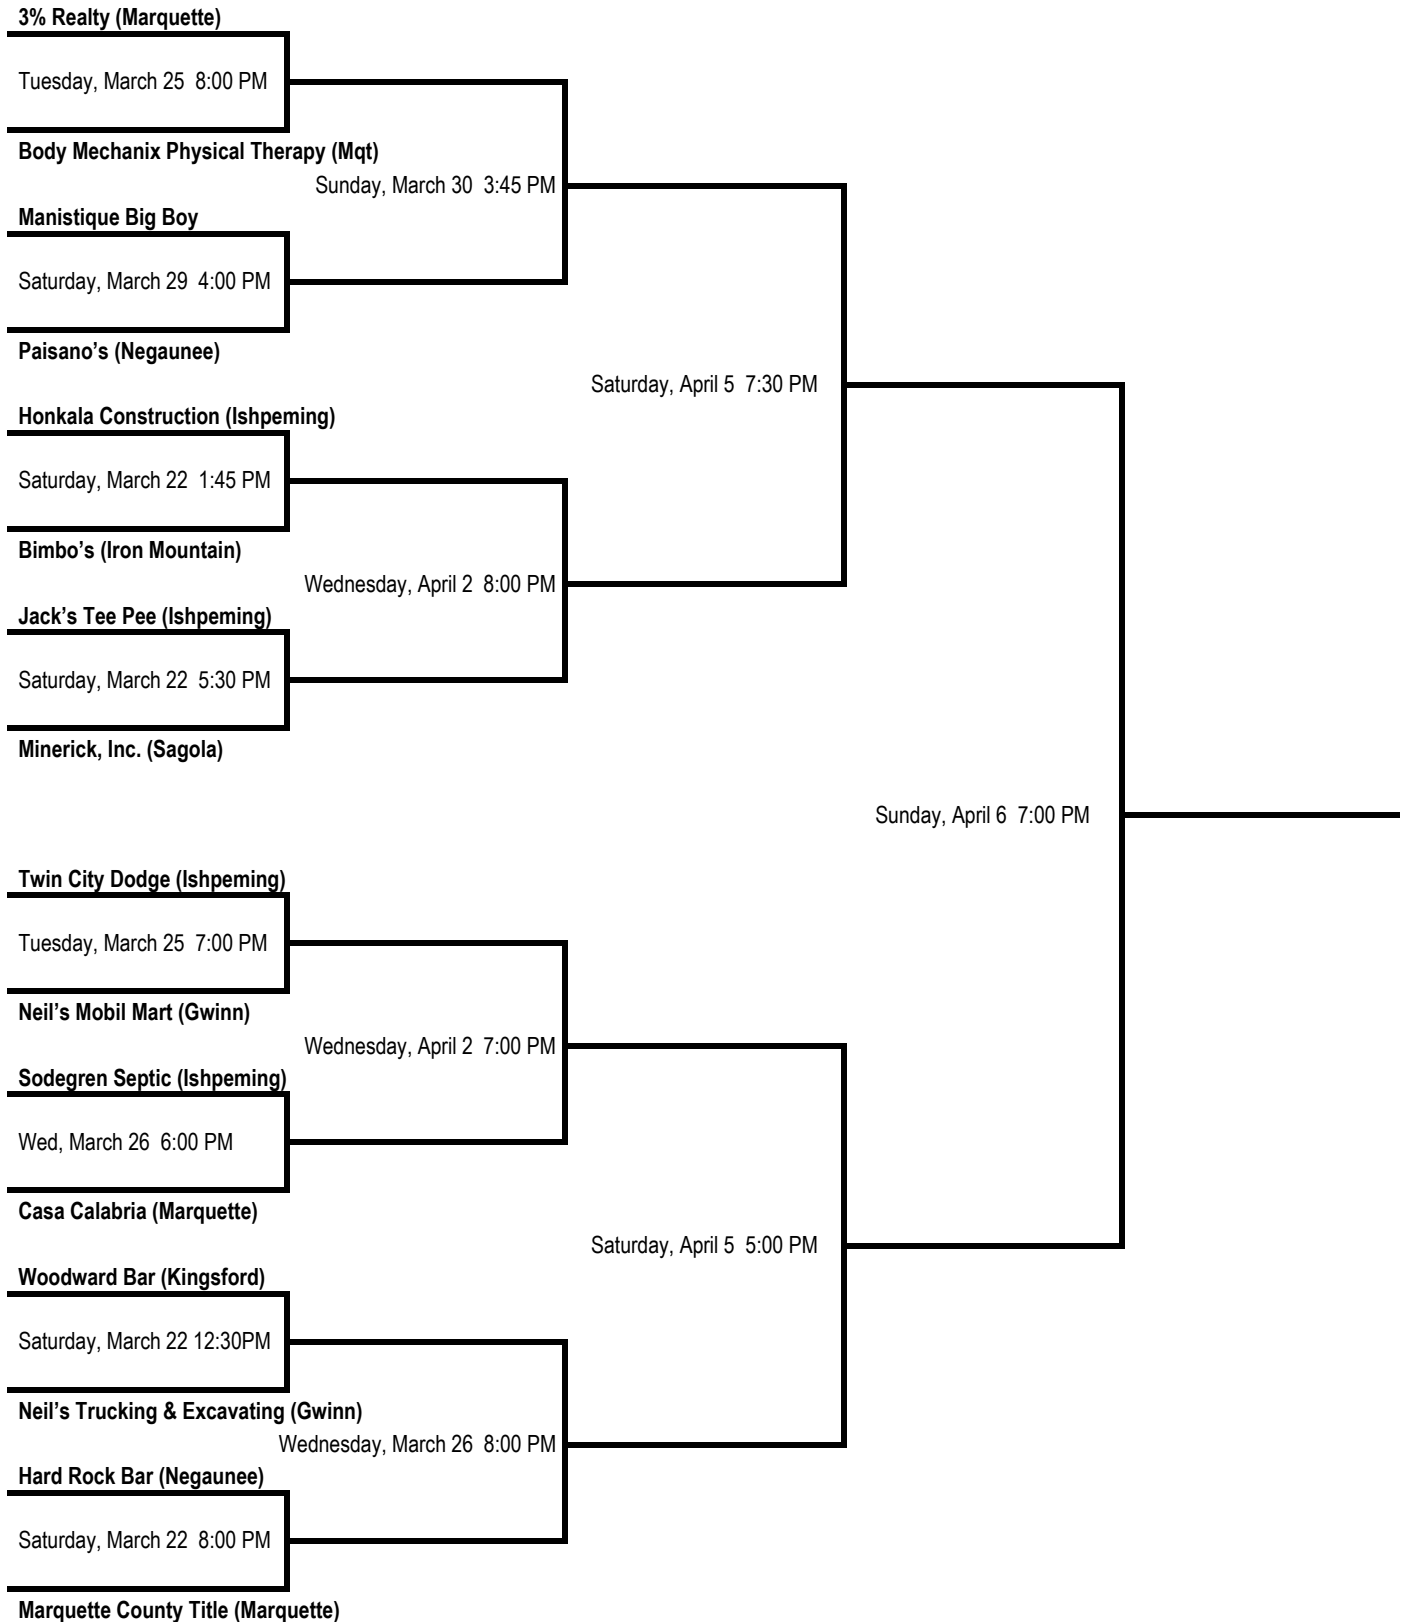 3% Realty (Marquette)
Tuesday, March 25  8:00 PM
Body Mechanix Physical Therapy (Mqt)
Sunday, March 30  3:45 PM
Manistique Big Boy
Saturday, March 29  4:00 PM
Paisano’s (Negaunee)
Saturday, April 5  7:30 PM
Honkala Construction (Ishpeming)
Saturday, March 22  1:45 PM
Bimbo’s (Iron Mountain)
Wednesday, April 2  8:00 PM
Jack’s Tee Pee (Ishpeming)
Saturday, March 22  5:30 PM
Minerick, Inc. (Sagola)
Sunday, April 6  7:00 PM
Twin City Dodge (Ishpeming)
Tuesday, March 25  7:00 PM
Neil’s Mobil Mart (Gwinn)
Wednesday, April 2  7:00 PM
Sodegren Septic (Ishpeming)
Wed, March 26  6:00 PM
Casa Calabria (Marquette)
Saturday, April 5  5:00 PM
Woodward Bar (Kingsford)
Saturday, March 22 12:30PM
Neil’s Trucking & Excavating (Gwinn)
Wednesday, March 26  8:00 PM
Hard Rock Bar (Negaunee)
Saturday, March 22  8:00 PM
Marquette County Title (Marquette)